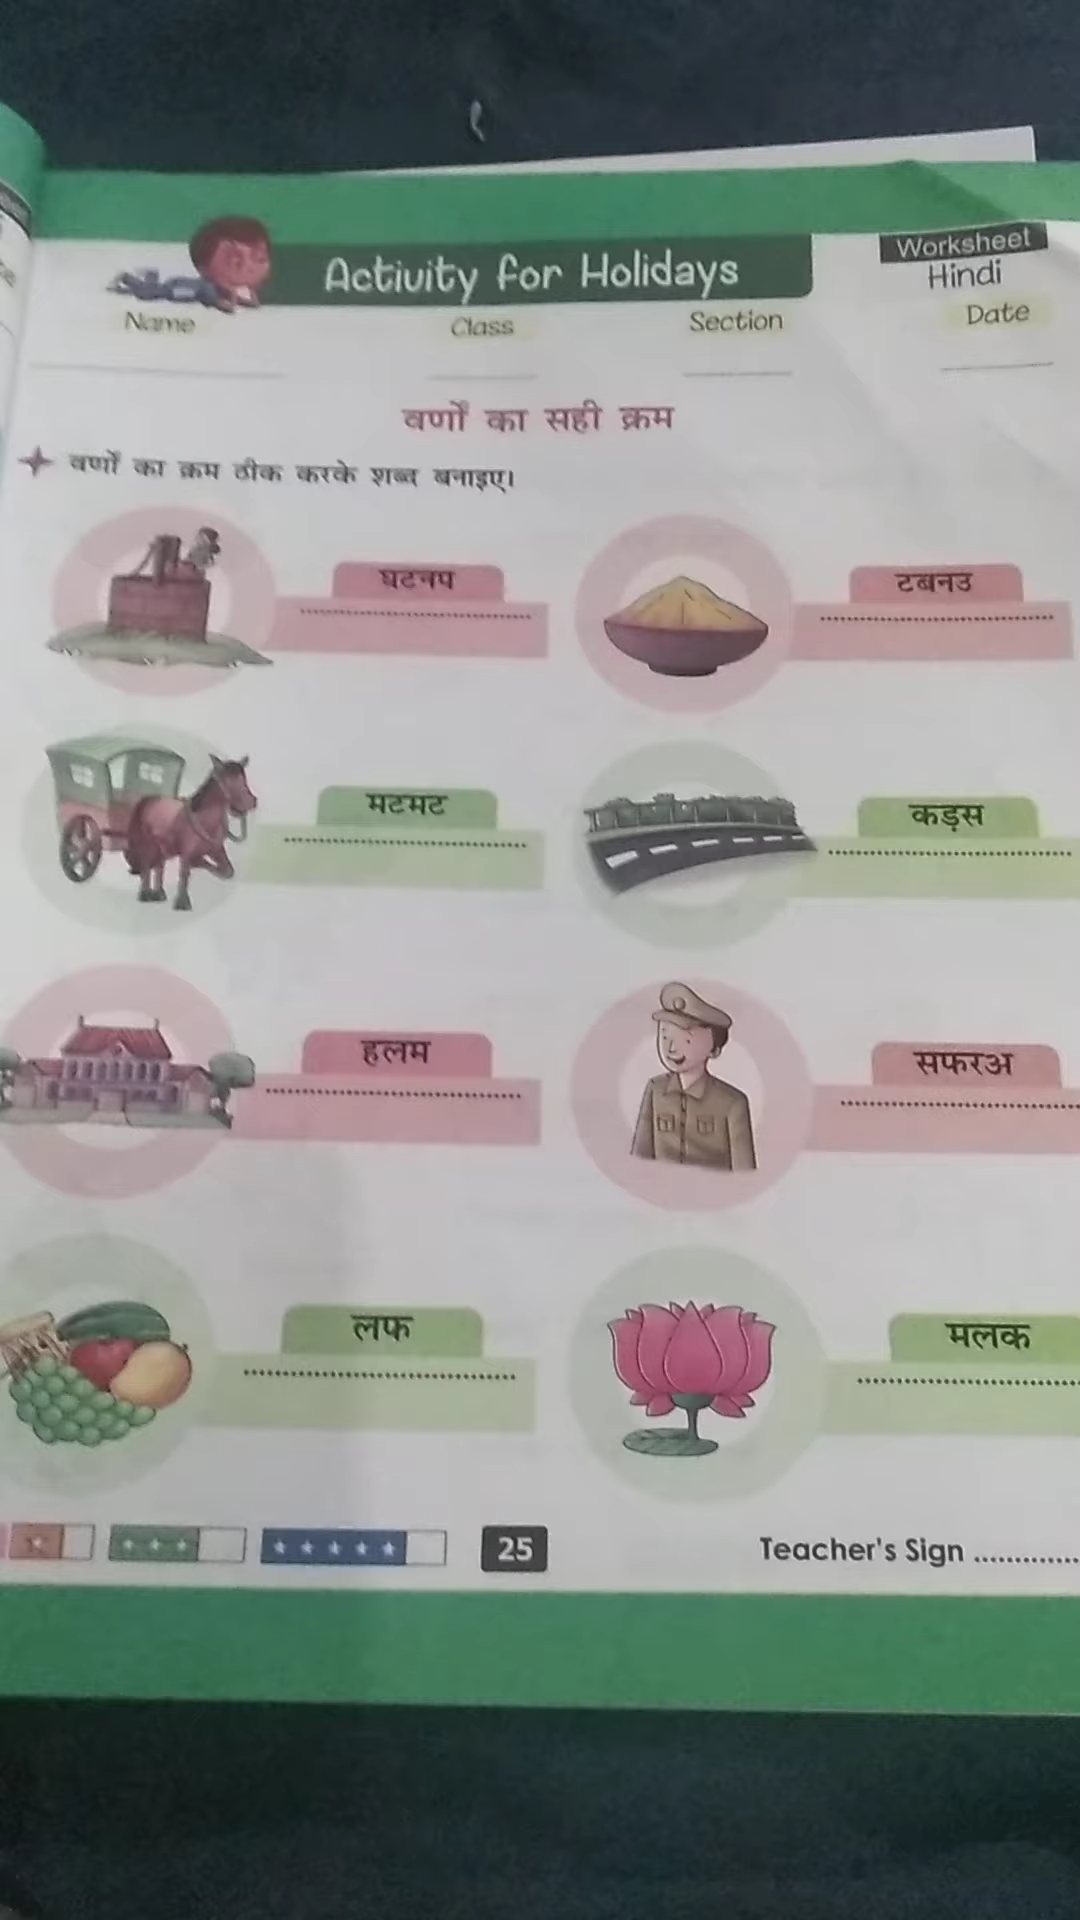 Activity for Holidays
Worksheet
Hindi
Name Class Section Date
वर्णों का सही क्रम
वर्णों का क्रम ठीक करके शब्द बनाइए।
घटनप टबनउ
मटमट कड़स
हलम सफरअ
लफ मलक
25
Teacher's Sign ............